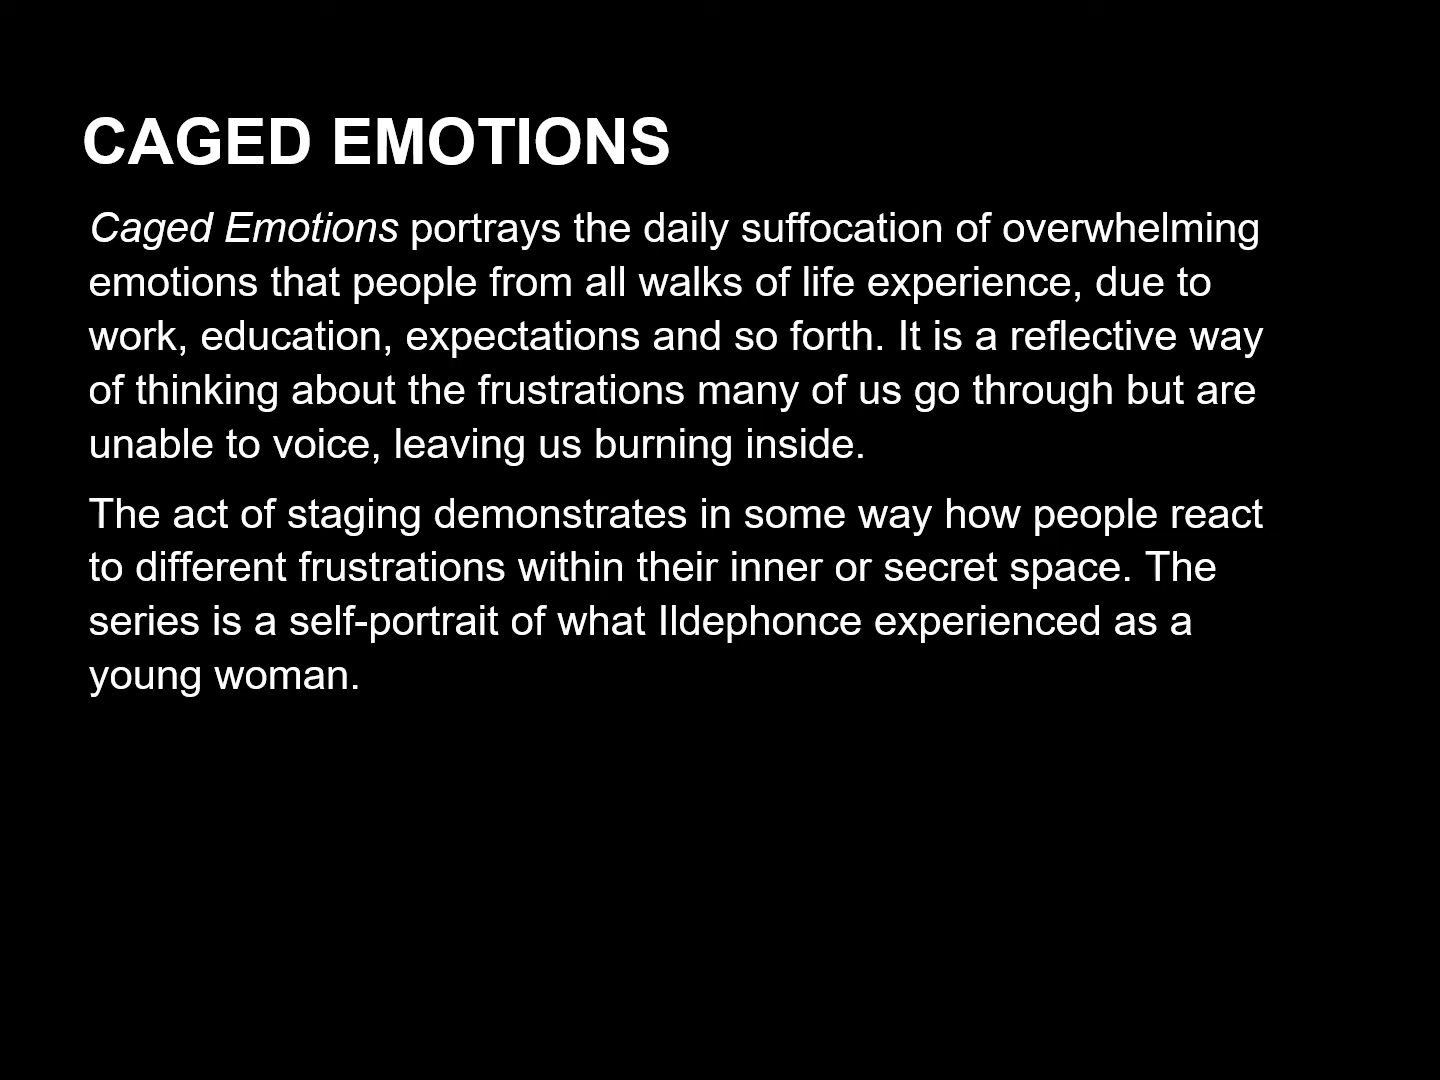 CAGED EMOTIONS
Caged Emotions portrays the daily suffocation of overwhelming
emotions that people from all walks of life experience, due to
work, education, expectations and so forth. It is a reflective way
of thinking about the frustrations many of us go through but are
unable to voice, leaving us burning inside.
The act of staging demonstrates in some way how people react
to different frustrations within their inner or secret space. The
series is a self-portrait of what Ildephonce experienced as a
young woman.